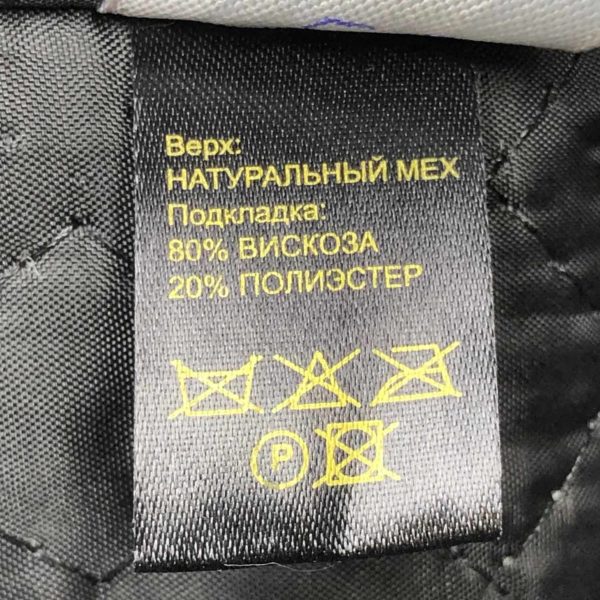 Верх:
НАТУРАЛЬНЫЙ МЕХ
Подкладка:
80% ВИСКОЗА
20% ПОЛИЭСТЕР
P